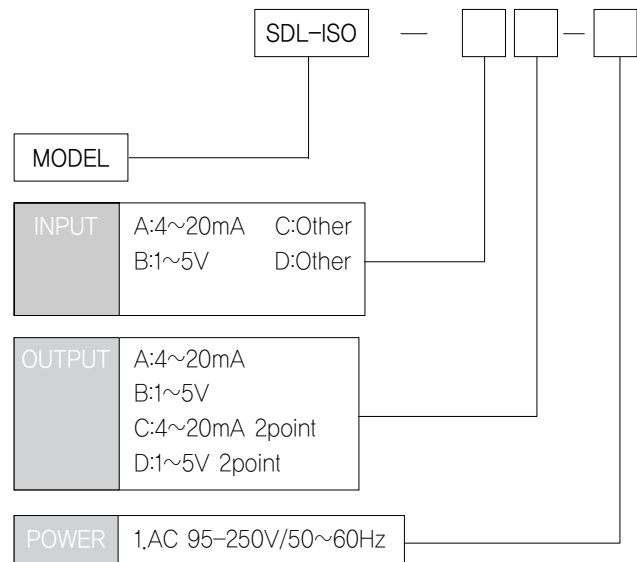 SDL-ISO — □□-□
MODEL
INPUT
A:4~20mA C:Other
B:1~5V D:Other
OUTPUT
A:4~20mA
B:1~5V
C:4~20mA 2point
D:1~5V 2point
POWER
1.AC 95-250V/50~60Hz